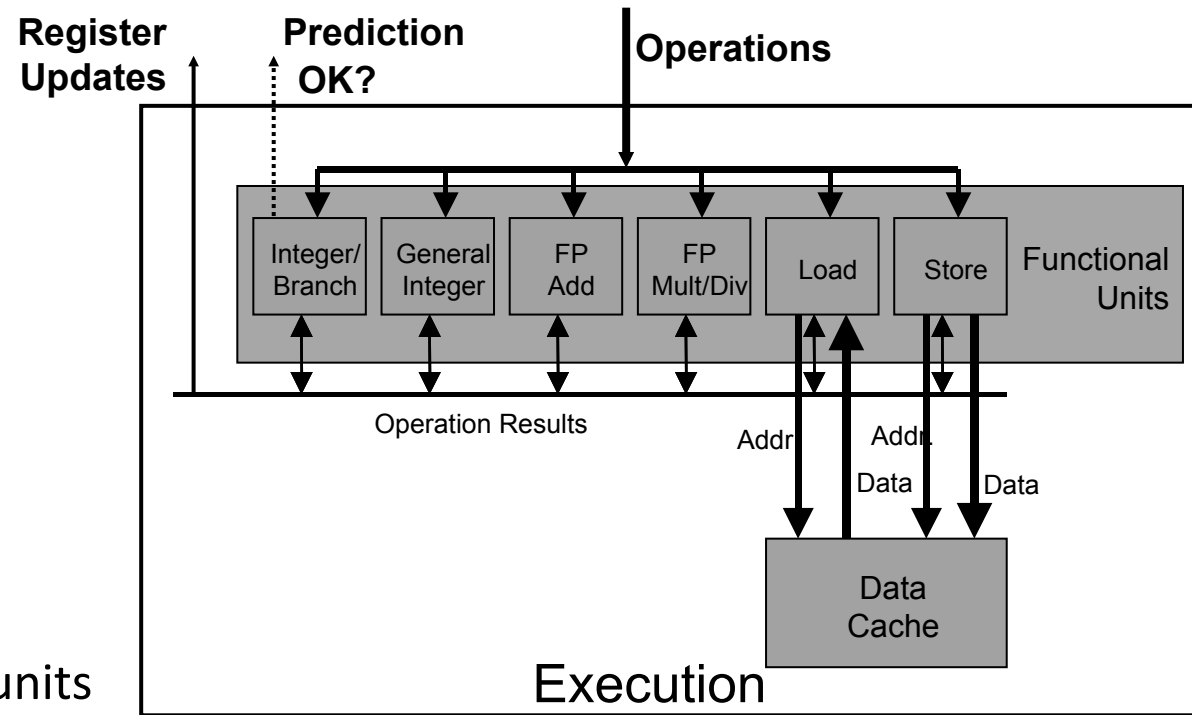 Register
Updates
Prediction
OK?
Operations
Integer/
Branch
General
Integer
FP
Add
FP
Mult/Div
Load
Store
Functional
Units
Operation Results
Addr
Addr.
Data
Data
Data
Cache
units
Execution